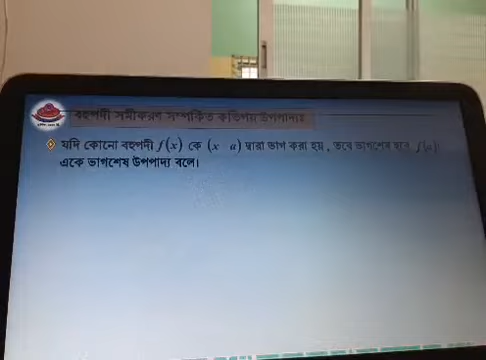 বহুপদী সমীকরণ সম্পর্কিত কতিপয় উপপাদ্যঃ
যদি কোনো বহুপদী f(x) কে (x a) দ্বারা ভাগ করা হয় , তবে ভাগশেষ হবে f(a)
একে ভাগশেষ উপপাদ্য বলে।